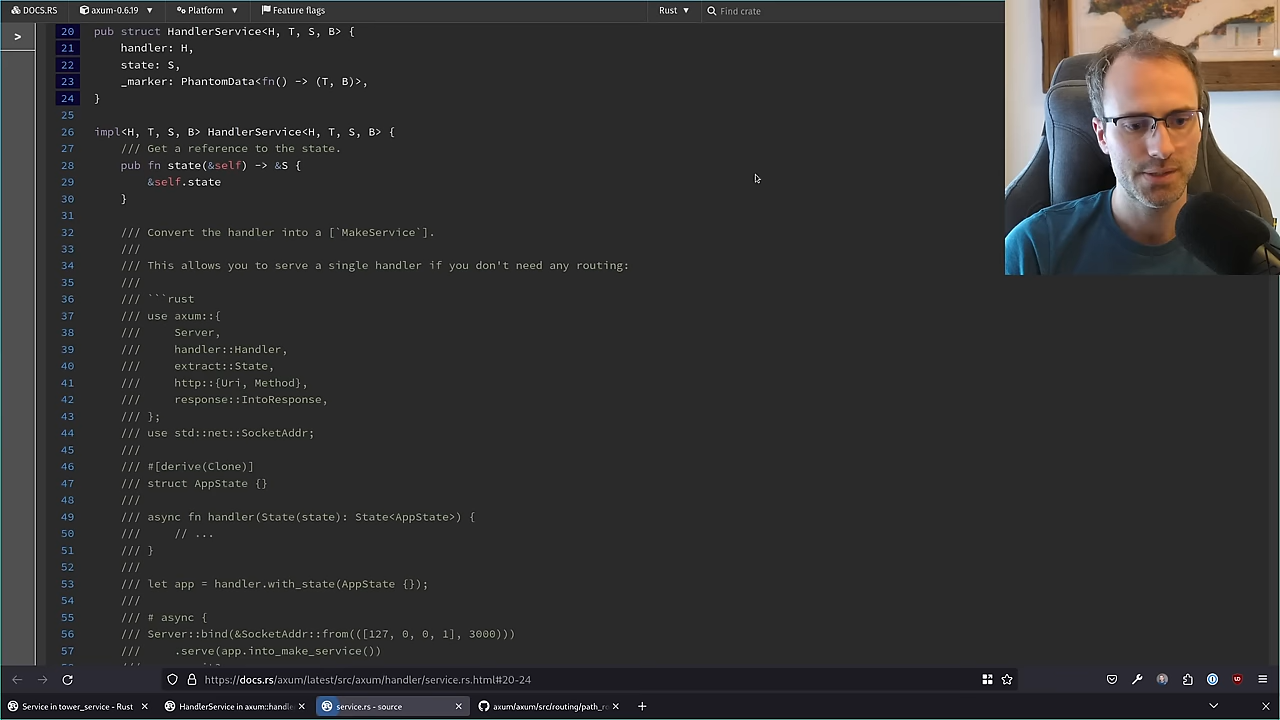 DOCS.RS axum-0.6.19 Platform Feature flags Rust Find crate
>
20 pub struct HandlerService<H, T, S, B> {
21 handler: H,
22 state: S,
23 _marker: PhantomData<fn() -> (T, B)>,
24 }
25
26 impl<H, T, S, B> HandlerService<H, T, S, B> {
27 /// Get a reference to the state.
28 pub fn state(&self) -> &S {
29 &self.state
30 }
31
32 /// Convert the handler into a [`MakeService`].
33 ///
34 /// This allows you to serve a single handler if you don't need any routing:
35 ///
36 /// ```rust
37 /// use axum::{
38 /// Server,
39 /// handler::Handler,
40 /// extract::State,
41 /// http::{Uri, Method},
42 /// response::IntoResponse,
43 /// };
44 /// use std::net::SocketAddr;
45 ///
46 /// #[derive(Clone)]
47 /// struct AppState {}
48 ///
49 /// async fn handler(State(state): State<AppState>) {
50 /// // ...
51 /// }
52 ///
53 /// let app = handler.with_state(AppState {});
54 ///
55 /// # async {
56 /// Server::bind(&SocketAddr::from(([127, 0, 0, 1], 3000)))
57 /// .serve(app.into_make_service())
https://docs.rs/axum/latest/src/axum/handler/service.rs.html#20-24
Service in tower_service - Rust HandlerService in axum::handle service.rs - source axum/axum/src/routing/path_ro